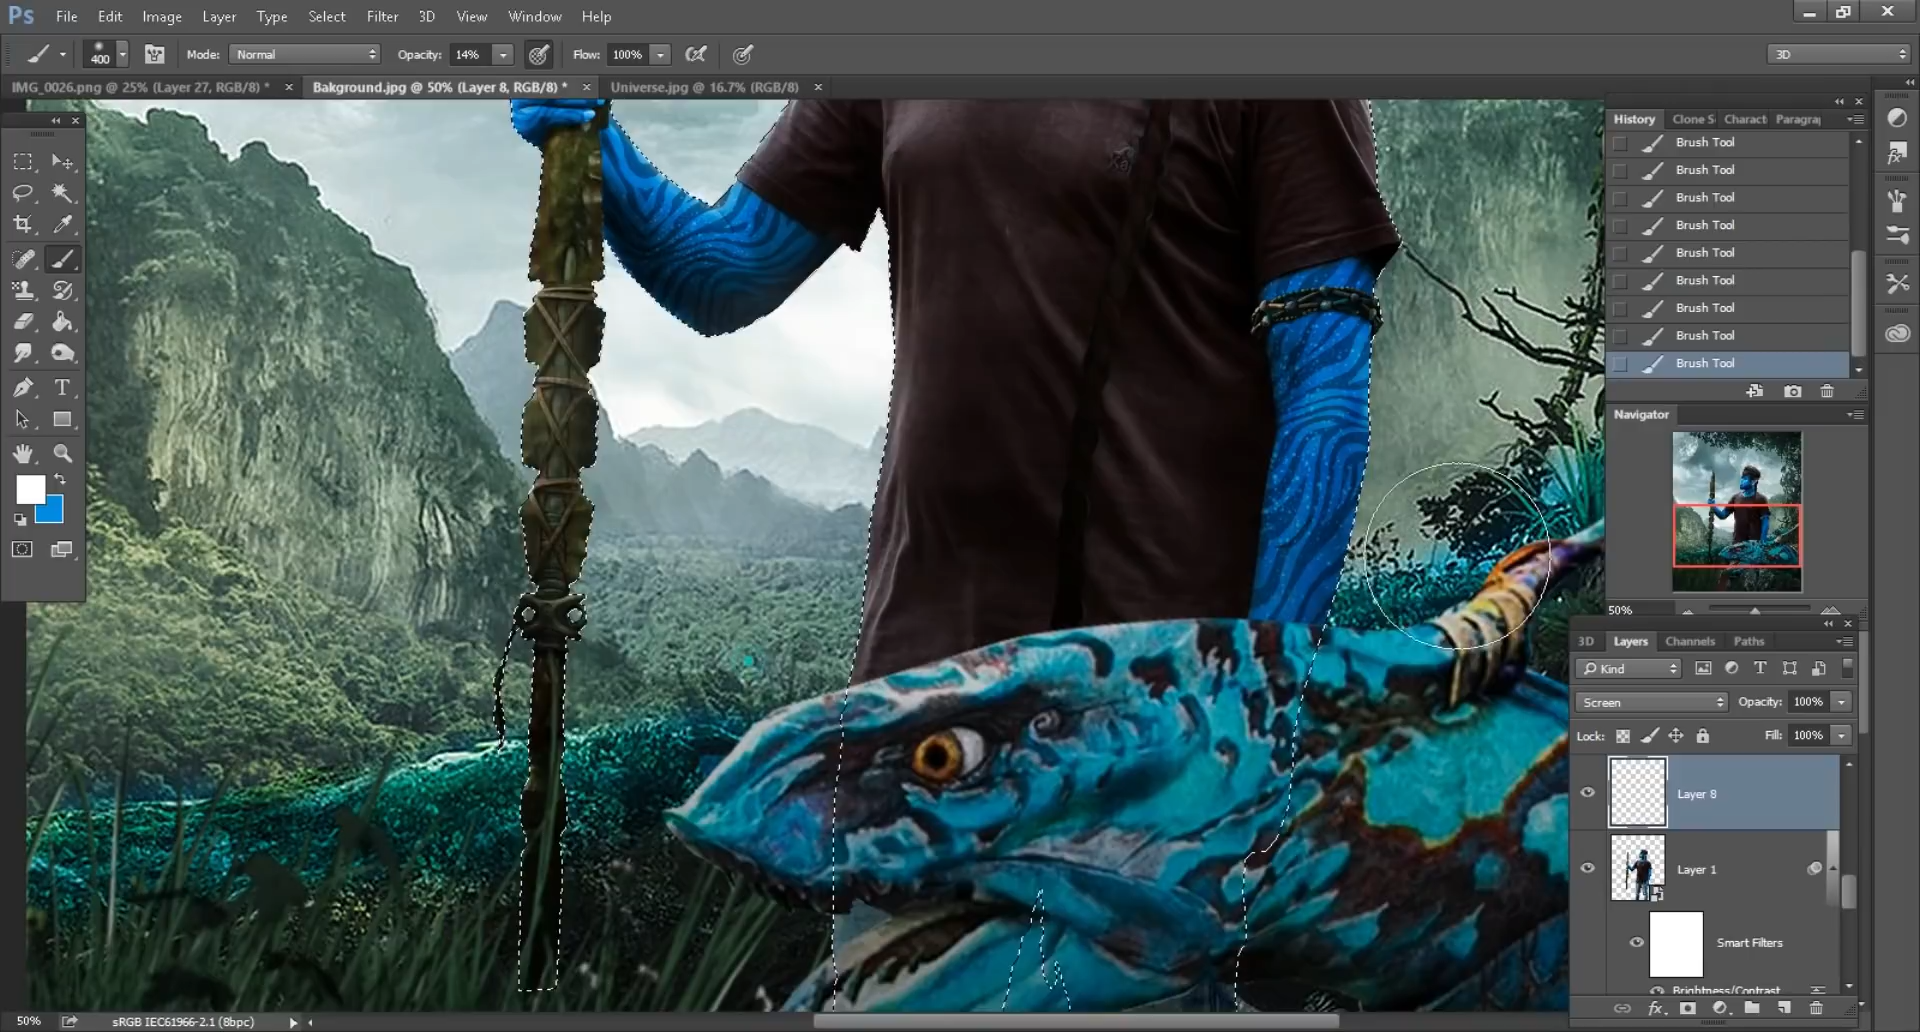 Ps File Edit Image Layer Type Select Filter 3D View Window Help
400 Mode: Normal Opacity: 14% Flow: 100% 3D
IMG_0026.png @ 25% (Layer 27, RGB/8) * × Bakground.jpg @ 50% (Layer 8, RGB/8) * × Universe.jpg @ 16.7% (RGB/8) ×
History Clone S Charact Paragra
Brush Tool
Brush Tool
Brush Tool
Brush Tool
Brush Tool
Brush Tool
Brush Tool
Brush Tool
Brush Tool
Navigator
50%
3D Layers Channels Paths
Kind
Screen Opacity: 100%
Lock: Fill: 100%
Layer 8
Layer 1
Smart Filters
Brightness/Contrast
fx
50% sRGB IEC61966-2.1 (8bpc)